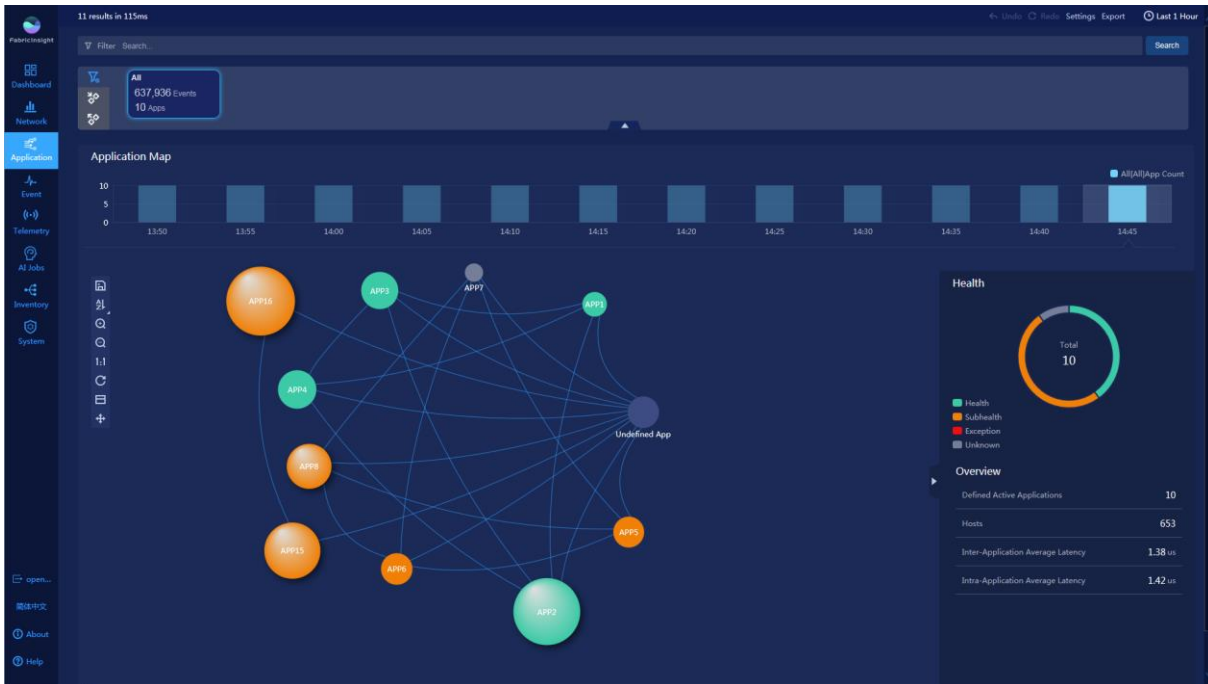 11 results in 115ms
Undo Redo Settings Export Last 1 Hour
FabricInsight
Filter Search...
Search
Dashboard
Network
Application
Event
Telemetry
AI Jobs
Inventory
System
open...
简体中文
About
Help
All
637,936 Events
10 Apps
Application Map
All(All)App Count
10
5
0
13:50 13:55 14:00 14:05 14:10 14:15 14:20 14:25 14:30 14:35 14:40 14:45
1:1
APP16
APP3
APP7
APP1
APP4
Undefined App
APP8
APP5
APP15
APP6
APP2
Health
Total
10
Health
Subhealth
Exception
Unknown
Overview
Defined Active Applications 10
Hosts 653
Inter-Application Average Latency 1.38 us
Intra-Application Average Latency 1.42 us